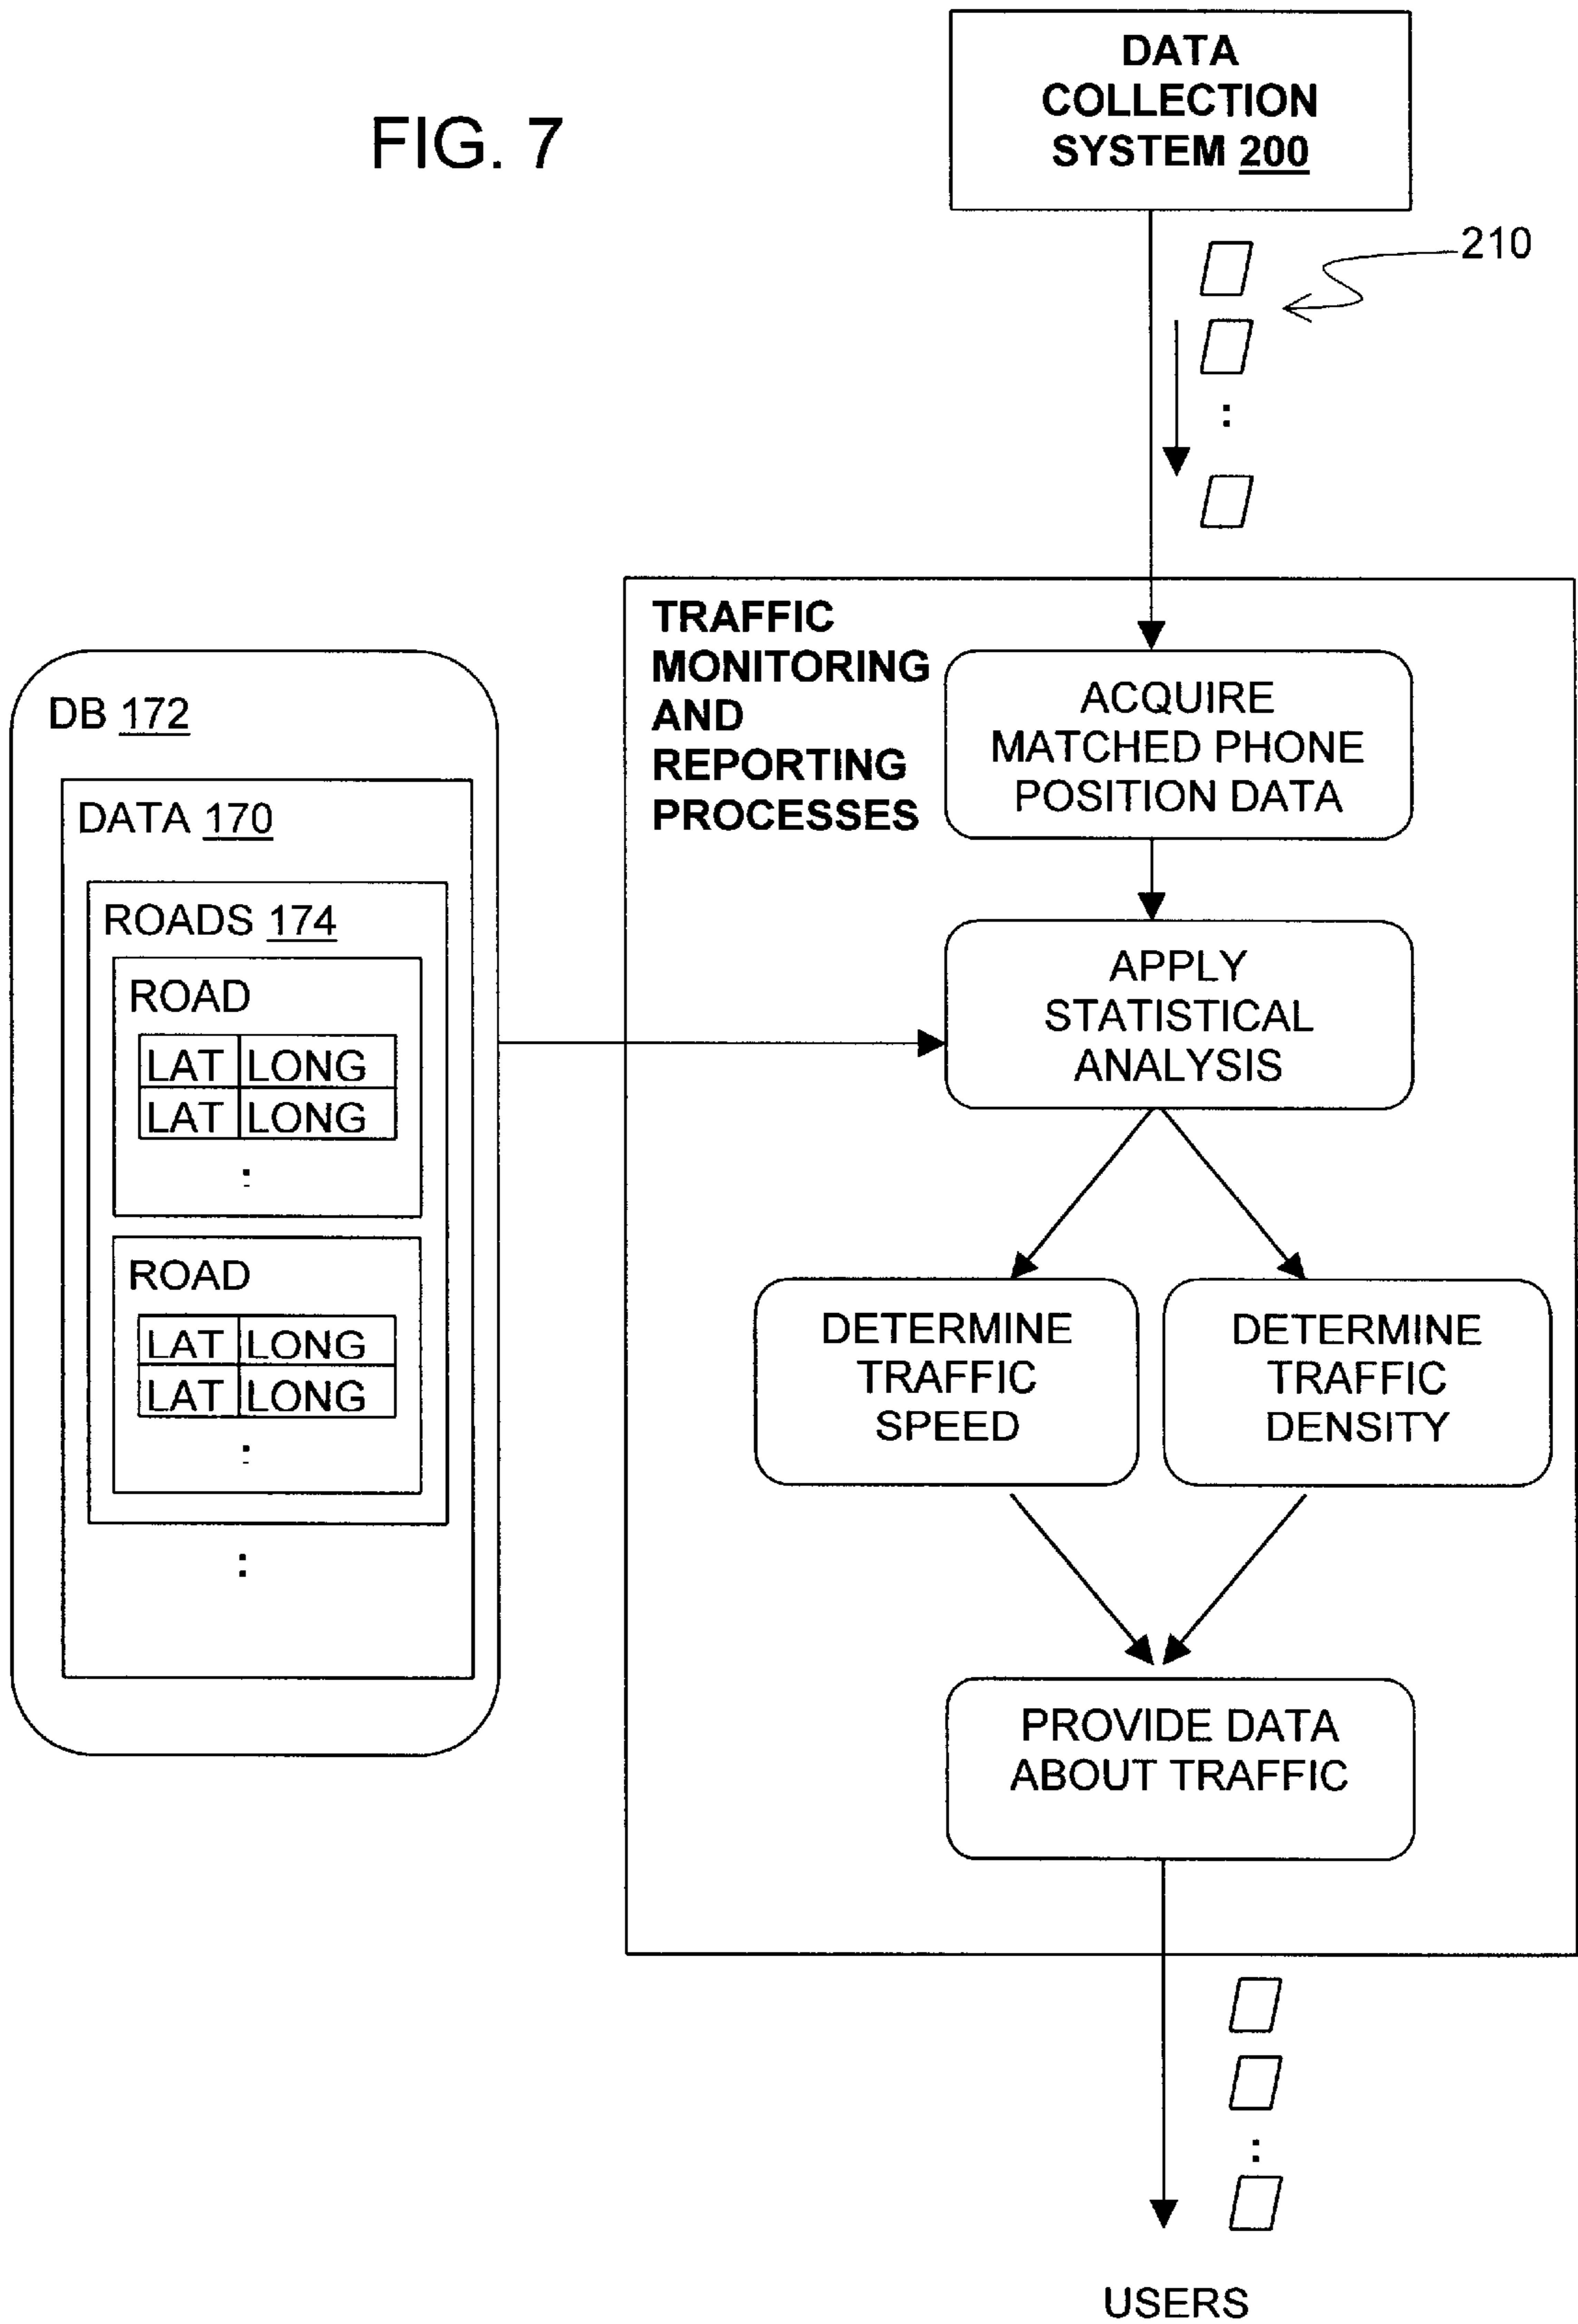 FIG. 7
DATA
COLLECTION
SYSTEM 200
210
TRAFFIC
MONITORING
AND
REPORTING
PROCESSES
ACQUIRE
MATCHED PHONE
POSITION DATA
DB 172
DATA 170
ROADS 174
ROAD
LAT LONG
LAT LONG
:
ROAD
LAT LONG
LAT LONG
:
:
APPLY
STATISTICAL
ANALYSIS
DETERMINE
TRAFFIC
SPEED
DETERMINE
TRAFFIC
DENSITY
PROVIDE DATA
ABOUT TRAFFIC
USERS